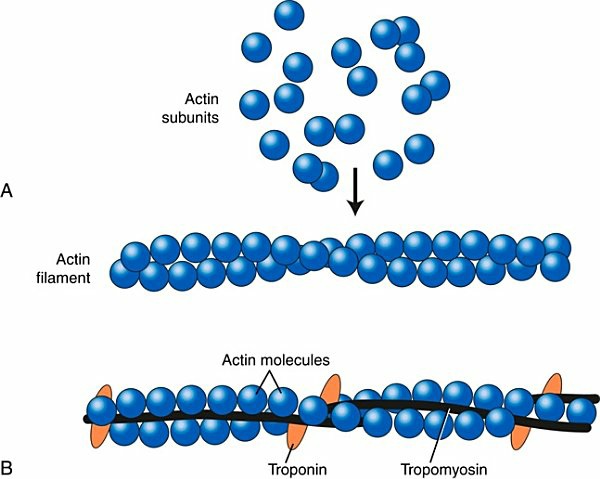 Actin
subunits
A
Actin
filament
Actin molecules
Troponin
Tropomyosin
B